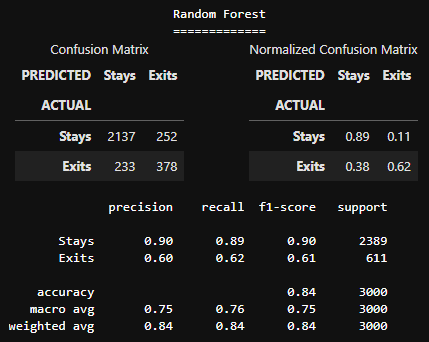 Random Forest
=============
Confusion Matrix Normalized Confusion Matrix
PREDICTED Stays Exits PREDICTED Stays Exits
ACTUAL ACTUAL
Stays 2137 252 Stays 0.89 0.11
Exits 233 378 Exits 0.38 0.62
precision recall f1-score support
Stays 0.90 0.89 0.90 2389
Exits 0.60 0.62 0.61 611
accuracy 0.84 3000
macro avg 0.75 0.76 0.75 3000
weighted avg 0.84 0.84 0.84 3000